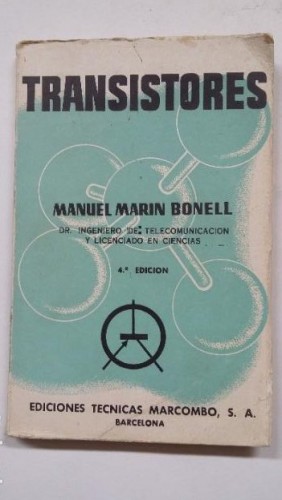 TRANSISTORES
MANUEL MARIN BONELL
DR. INGENIERO DE TELECOMUNICACION
Y LICENCIADO EN CIENCIAS
4.ª EDICION
EDICIONES TECNICAS MARCOMBO, S. A.
BARCELONA